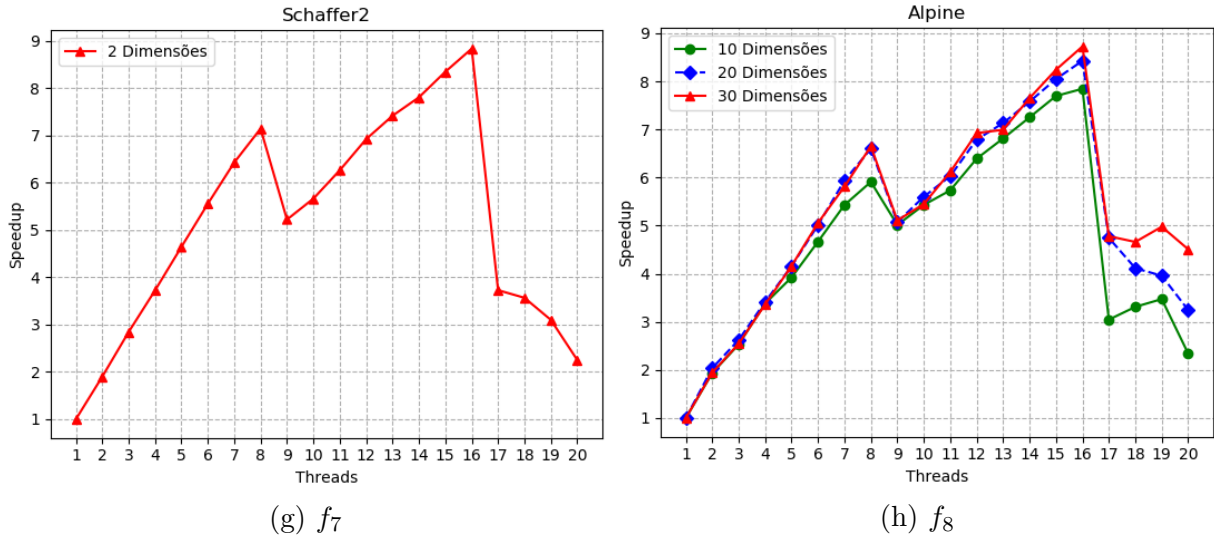 Schaffer2
2 Dimensões
9
8
7
6
5
4
3
2
1
Speedup
1 2 3 4 5 6 7 8 9 10 11 12 13 14 15 16 17 18 19 20
Threads
(g) f7
Alpine
10 Dimensões
20 Dimensões
30 Dimensões
9
8
7
6
5
4
3
2
1
Speedup
1 2 3 4 5 6 7 8 9 10 11 12 13 14 15 16 17 18 19 20
Threads
(h) f8